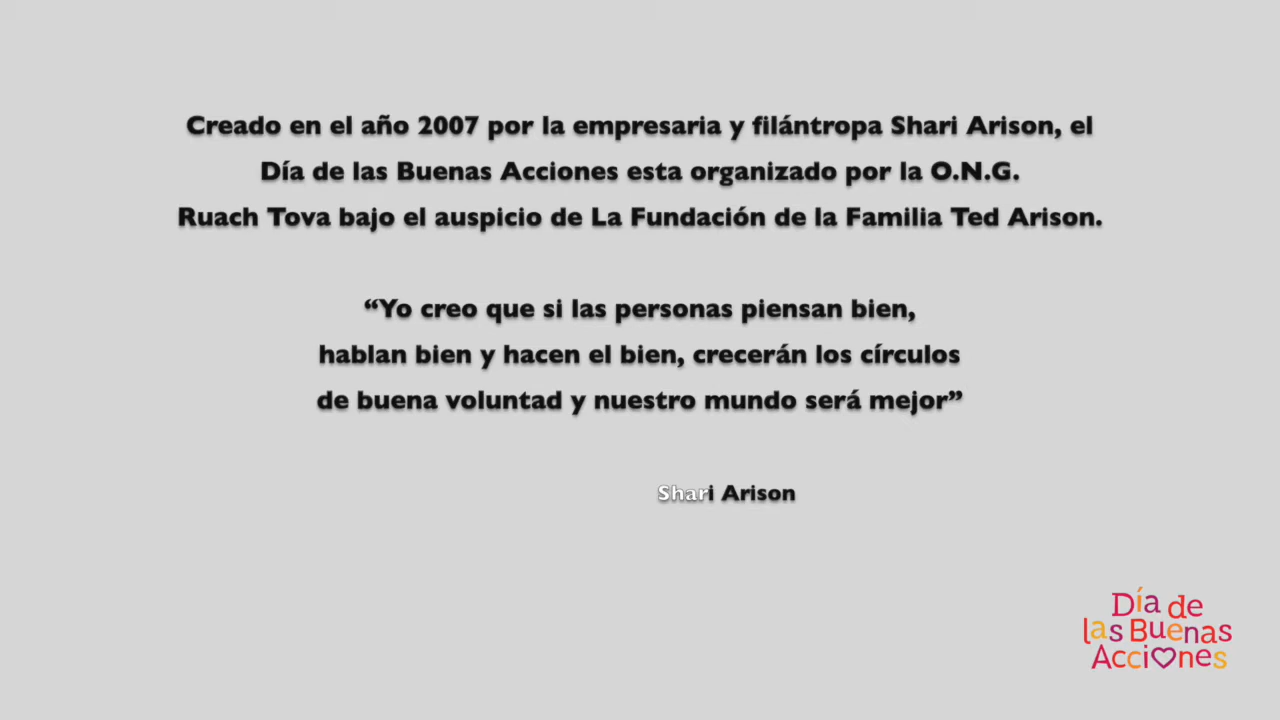 Creado en el año 2007 por la empresaria y filántropa Shari Arison, el
Día de las Buenas Acciones esta organizado por la O.N.G.
Ruach Tova bajo el auspicio de La Fundación de la Familia Ted Arison.
“Yo creo que si las personas piensan bien,
hablan bien y hacen el bien, crecerán los círculos
de buena voluntad y nuestro mundo será mejor”
Shari Arison
Día de
las Buenas
Acciones